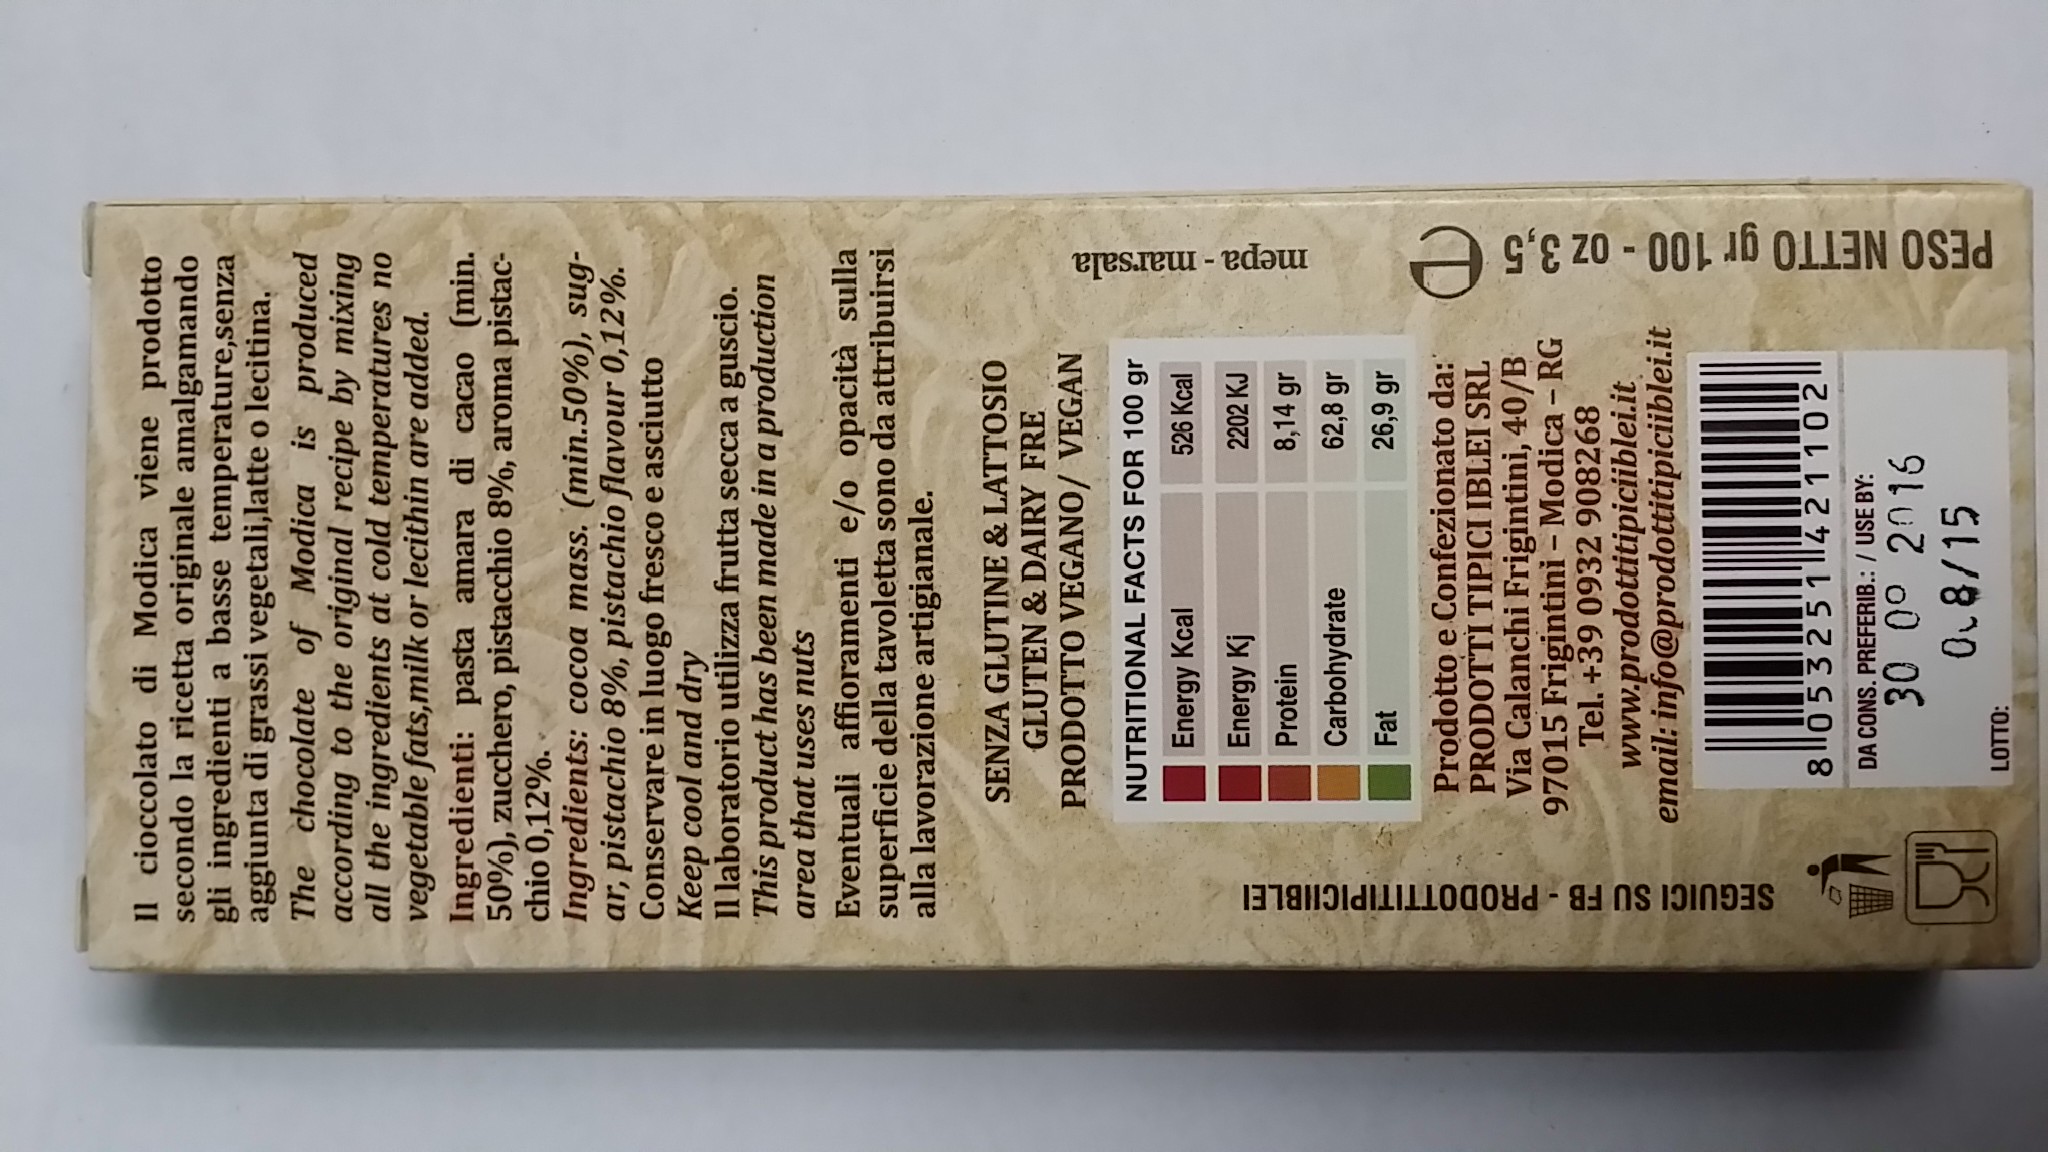 Il cioccolato di Modica viene prodotto
secondo la ricetta originale amalgamando
gli ingredienti a basse temperature,senza
aggiunta di grassi vegetali,latte o lecitina.
The chocolate of Modica is produced
according to the original recipe by mixing
all the ingredients at cold temperatures no
vegetable fats,milk or lecithin are added.
Ingredienti: pasta amara di cacao (min.
50%), zucchero, pistacchio 8%, aroma pistac-
chio 0,12%.
Ingredients: cocoa mass. (min.50%), sug-
ar, pistachio 8%, pistachio flavour 0,12%.
Conservare in luogo fresco e asciutto
Keep cool and dry
Il laboratorio utilizza frutta secca a guscio.
This product has been made in a production
area that uses nuts
Eventuali affioramenti e/o opacità sulla
superficie della tavoletta sono da attribuirsi
alla lavorazione artigianale.
SENZA GLUTINE & LATTOSIO
GLUTEN & DAIRY FRE
PRODOTTO VEGANO/ VEGAN
mepa - marsala
NUTRITIONAL FACTS FOR 100 gr
Energy Kcal 526 Kcal
Energy Kj 2202 KJ
Protein 8,14 gr
Carbohydrate 62,8 gr
Fat 26,9 gr
Prodotto e Confezionato da:
PRODOTTI TIPICI IBLEI SRL
Via Calanchi Frigintini, 40/B
97015 Frigintini - Modica - RG
Tel. +39 0932 908268
www.prodottitipiciiblei.it
email: info@prodottitipiciiblei.it
SEGUICI SU FB - PRODOTTITIPICIIBLEI
PESO NETTO gr 100 - oz 3,5
8 053251 421102
DA CONS. PREFERIB.: / USE BY:
30 2016
08/15
LOTTO: